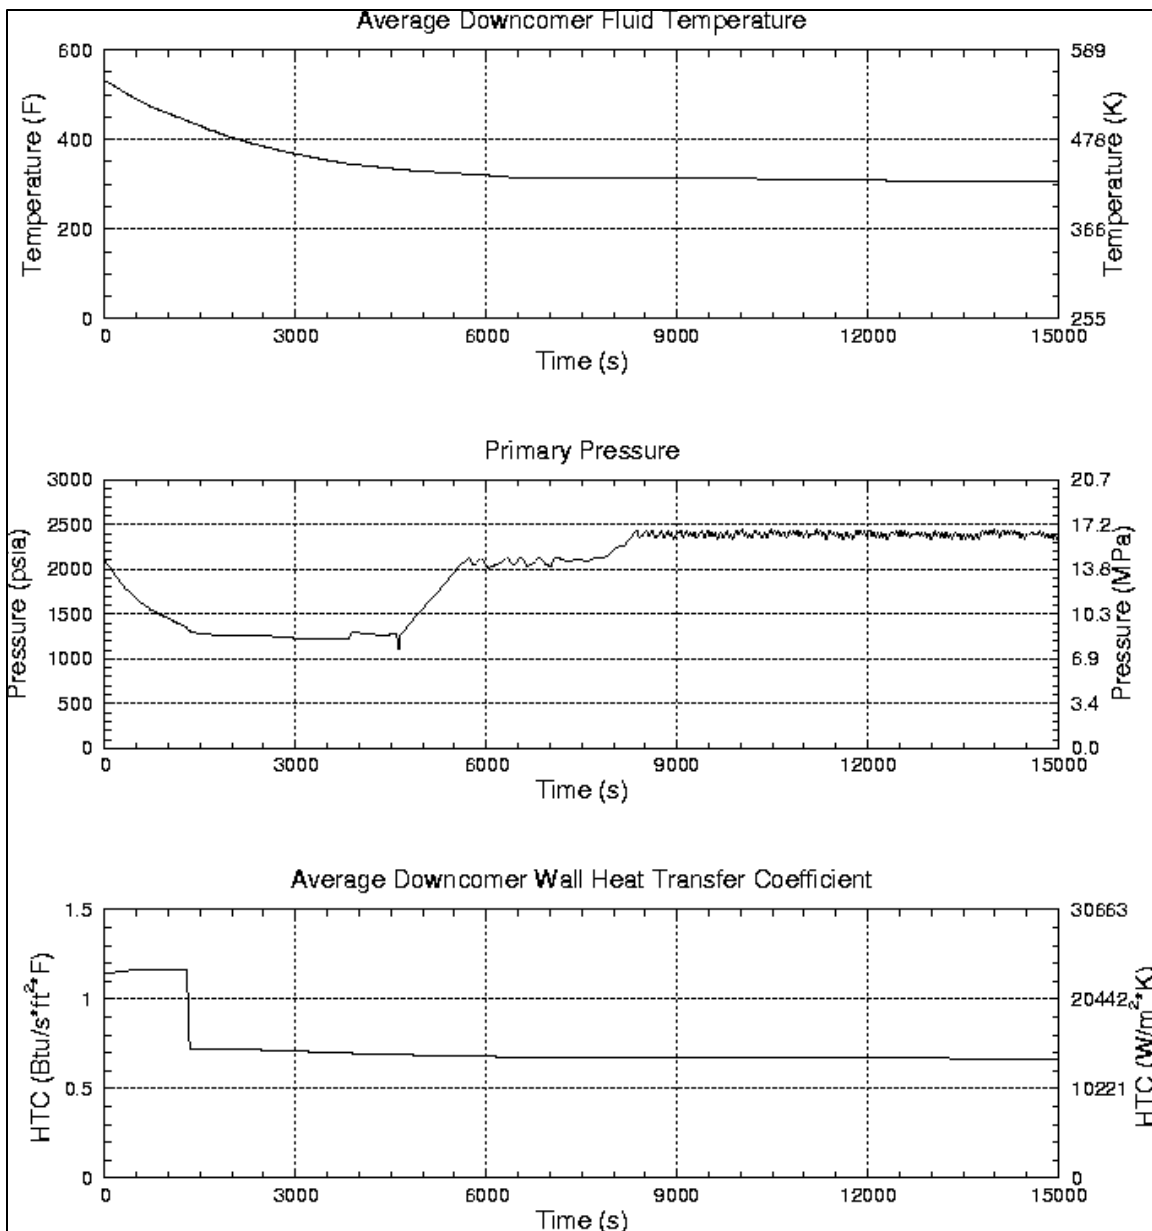 Average Downcomer Fluid Temperature
600
400
200
0
589
478
366
255
Temperature (F)
Temperature (K)
0 3000 6000 9000 12000 15000
Time (s)
Primary Pressure
3000
2500
2000
1500
1000
500
0
20.7
17.2
13.8
10.3
6.9
3.4
0.0
Pressure (psia)
Pressure (MPa)
0 3000 6000 9000 12000 15000
Time (s)
Average Downcomer Wall Heat Transfer Coefficient
1.5
1
0.5
0
30663
20442
10221
0
HTC (Btu/s*ft²*F)
HTC (W/m²*K)
0 3000 6000 9000 12000 15000
Time (s)